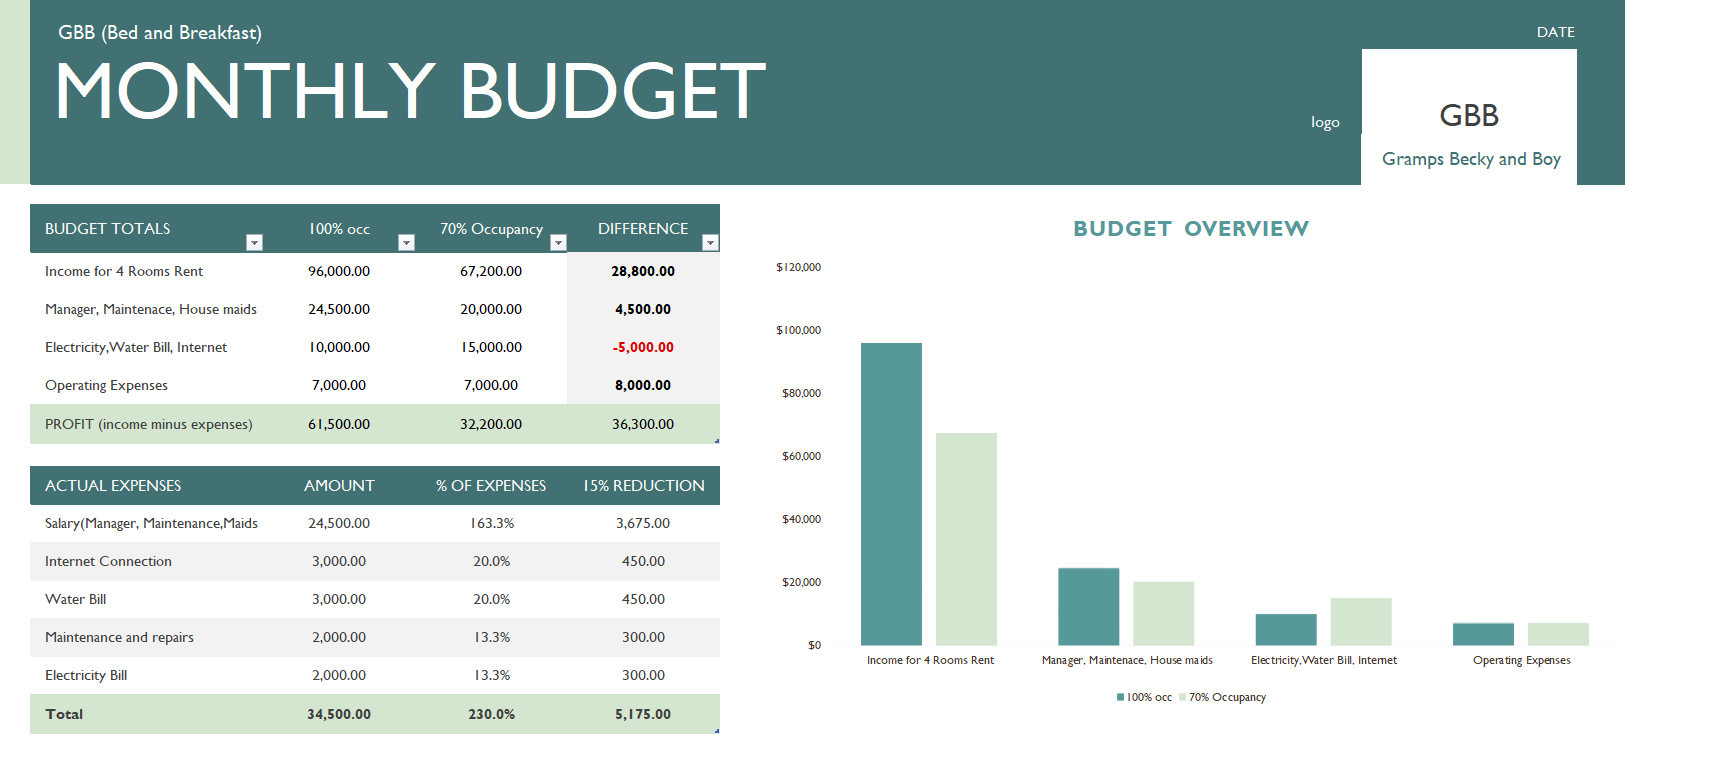 GBB (Bed and Breakfast)
DATE
MONTHLY BUDGET
logo
GBB
Gramps Becky and Boy
BUDGET TOTALS 100% occ 70% Occupancy DIFFERENCE
Income for 4 Rooms Rent 96,000.00 67,200.00 28,800.00
Manager, Maintenace, House maids 24,500.00 20,000.00 4,500.00
Electricity,Water Bill, Internet 10,000.00 15,000.00 -5,000.00
Operating Expenses 7,000.00 7,000.00 8,000.00
PROFIT (income minus expenses) 61,500.00 32,200.00 36,300.00
ACTUAL EXPENSES AMOUNT % OF EXPENSES 15% REDUCTION
Salary(Manager, Maintenance,Maids 24,500.00 163.3% 3,675.00
Internet Connection 3,000.00 20.0% 450.00
Water Bill 3,000.00 20.0% 450.00
Maintenance and repairs 2,000.00 13.3% 300.00
Electricity Bill 2,000.00 13.3% 300.00
Total 34,500.00 230.0% 5,175.00
BUDGET OVERVIEW
$120,000
$100,000
$80,000
$60,000
$40,000
$20,000
$0
Income for 4 Rooms Rent Manager, Maintenace, House maids Electricity,Water Bill, Internet Operating Expenses
100% occ 70% Occupancy